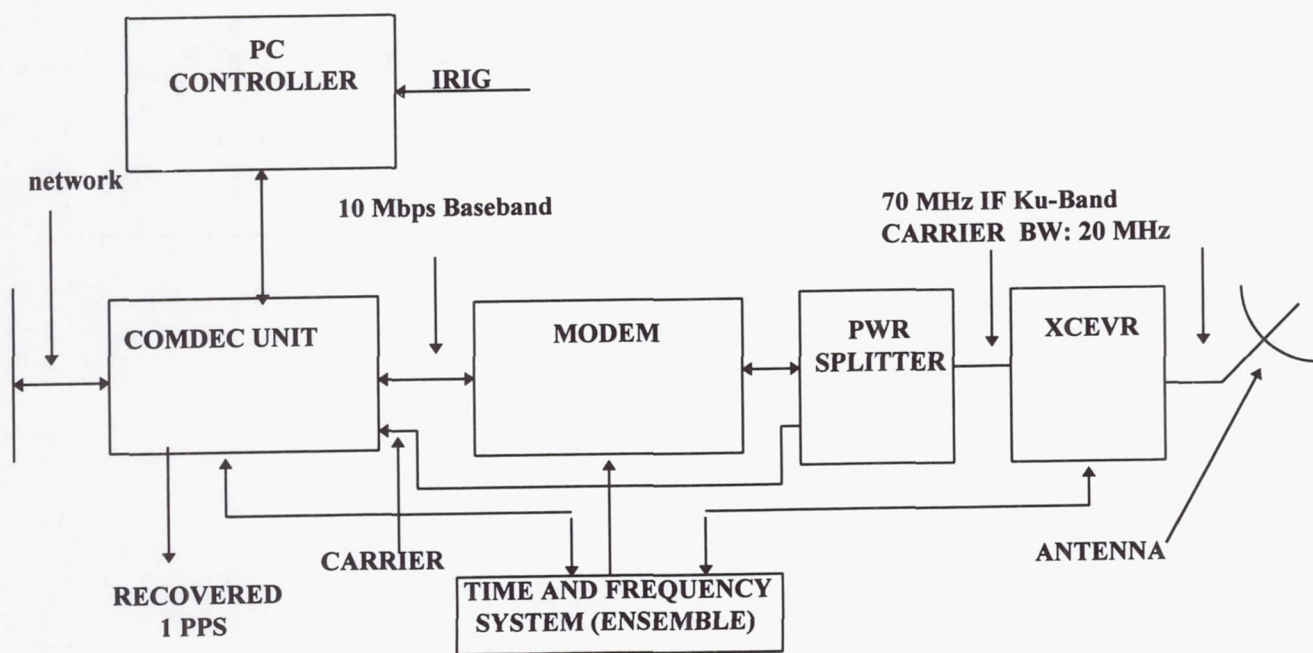 PC
CONTROLLER
IRIG
network
10 Mbps Baseband
70 MHz IF Ku-Band
CARRIER BW: 20 MHz
COMDEC UNIT
MODEM
PWR
SPLITTER
XCEVR
CARRIER
ANTENNA
RECOVERED
1 PPS
TIME AND FREQUENCY
SYSTEM (ENSEMBLE)